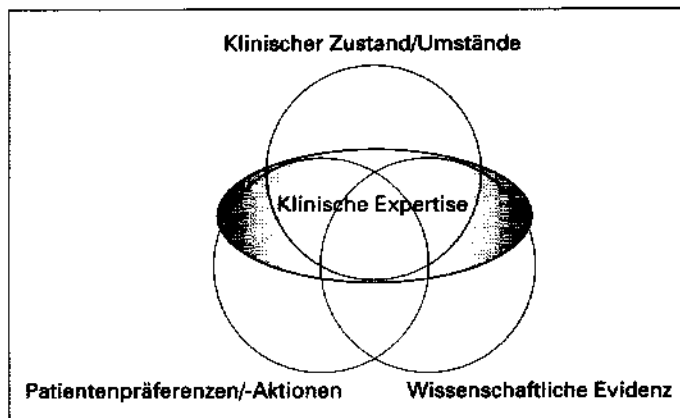 Klinischer Zustand/Umstände
Klinische Expertise
Patientenpräferenzen/-Aktionen
Wissenschaftliche Evidenz